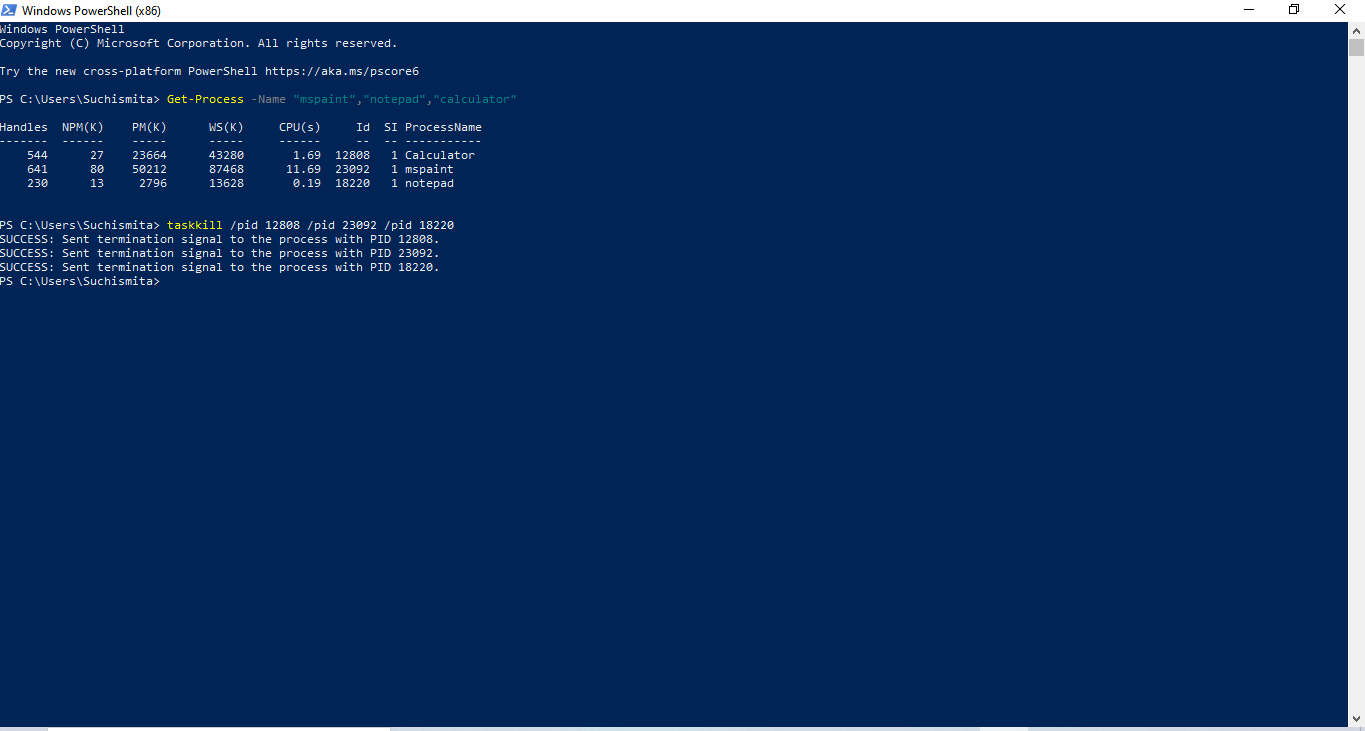 Windows PowerShell (x86)
Windows PowerShell
Copyright (C) Microsoft Corporation. All rights reserved.
Try the new cross-platform PowerShell https://aka.ms/pscore6
PS C:\Users\Suchismita> Get-Process -Name "mspaint","notepad","calculator"
Handles  NPM(K)    PM(K)      WS(K)     CPU(s)     Id  SI ProcessName
-------  ------    -----      -----     ------     --  -- -----------
    544      27    23664      43280       1.69  12808   1 Calculator
    641      80    50212      87468      11.69  23092   1 mspaint
    230      13     2796      13628       0.19  18220   1 notepad
PS C:\Users\Suchismita> taskkill /pid 12808 /pid 23092 /pid 18220
SUCCESS: Sent termination signal to the process with PID 12808.
SUCCESS: Sent termination signal to the process with PID 23092.
SUCCESS: Sent termination signal to the process with PID 18220.
PS C:\Users\Suchismita>